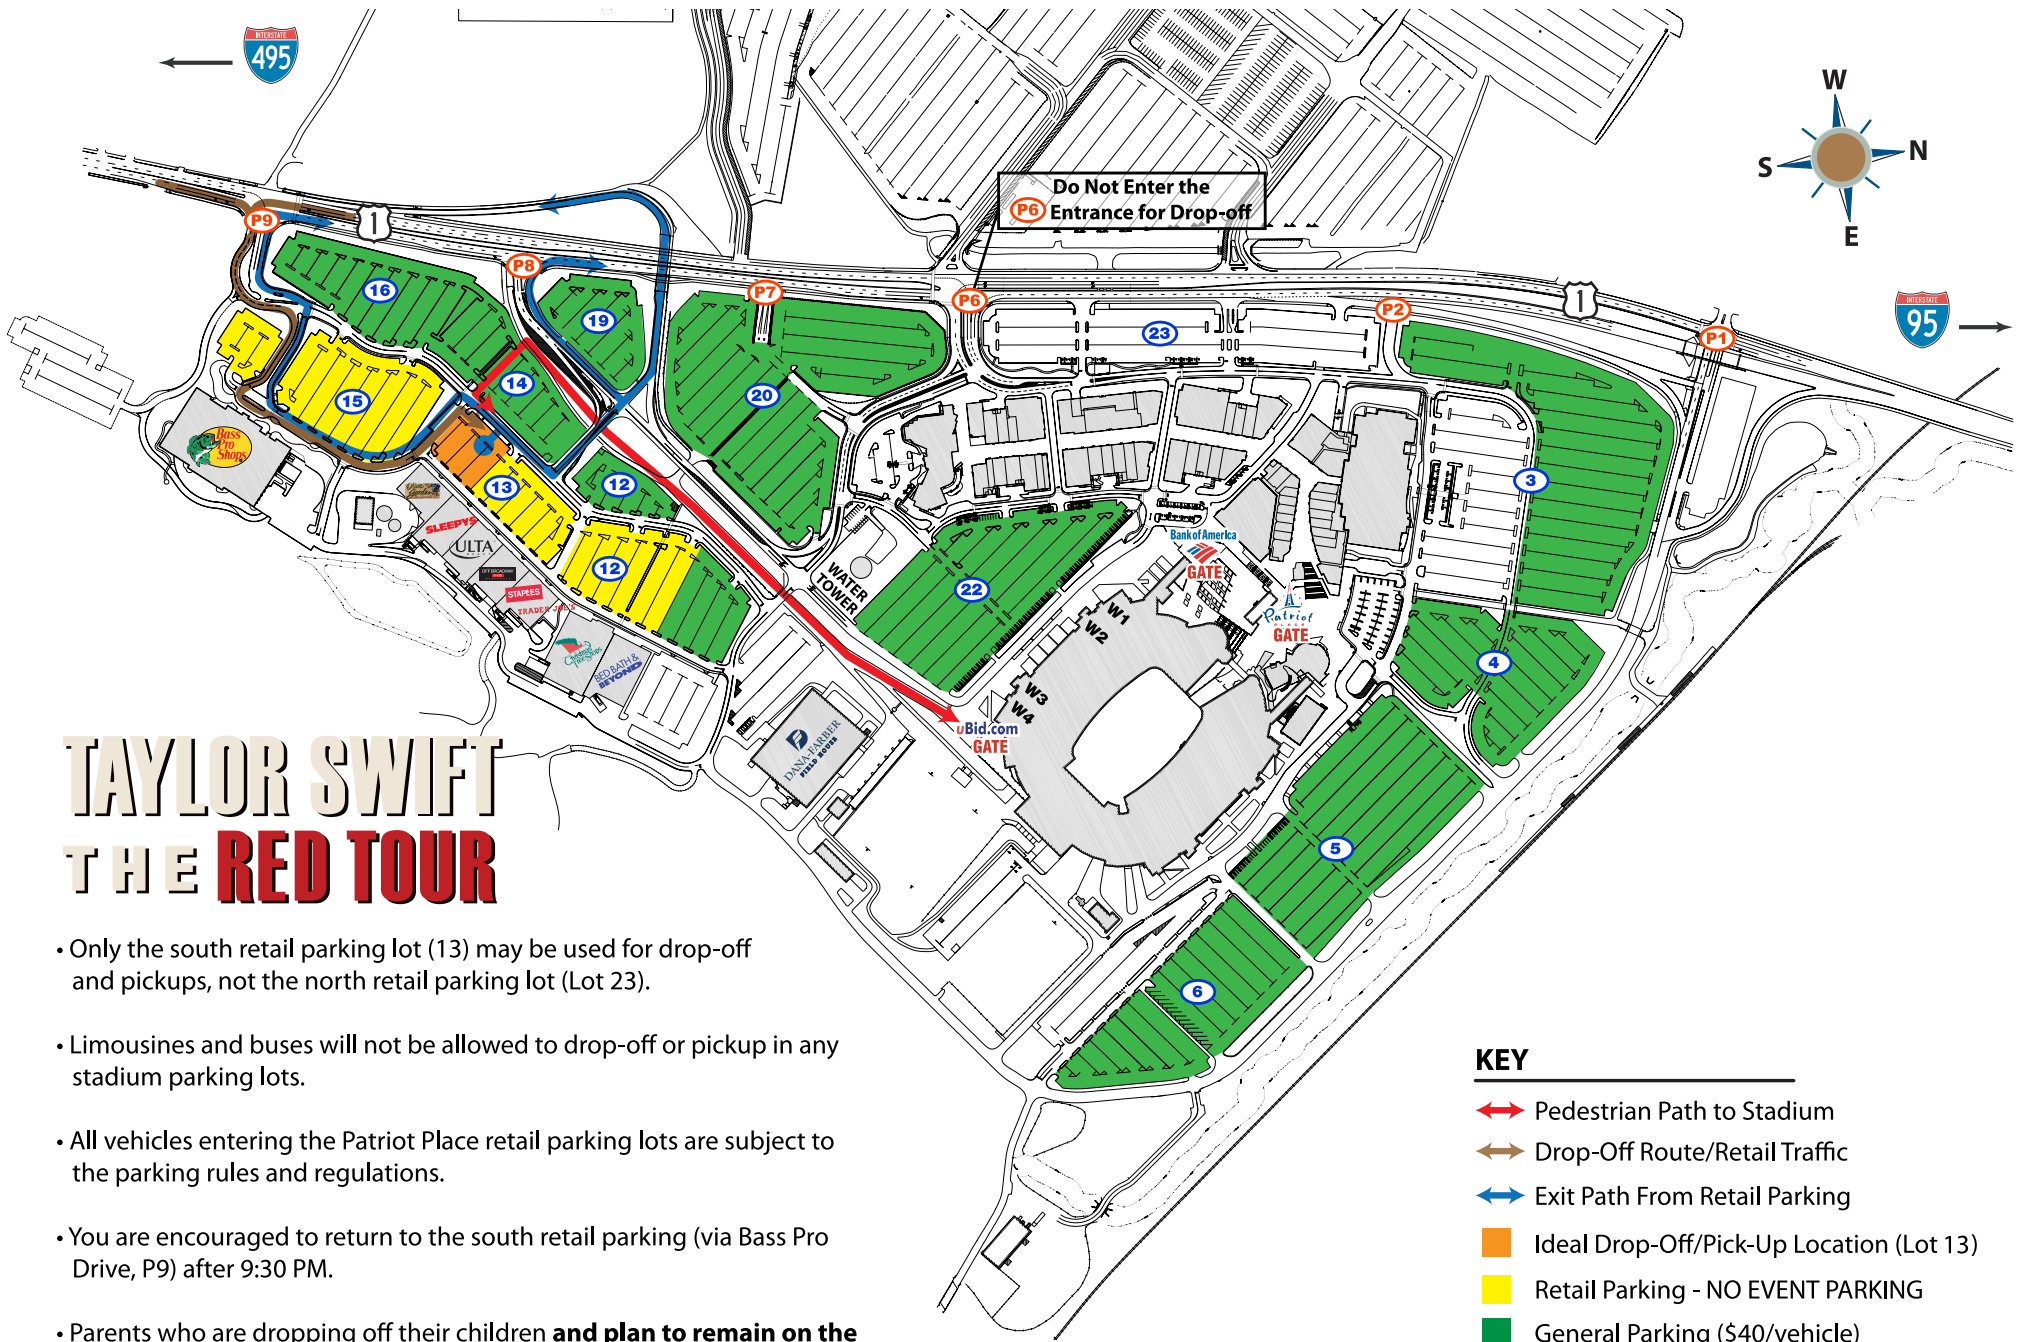 INTERSTATE
495
W
S
N
E
Do Not Enter the
P6 Entrance for Drop-off
P9
1
P8
P7
P6
P2
1
P1
INTERSTATE
95
16
19
23
14
20
15
3
Bass
Pro
Shops
13
12
SLEEPYS
ULTA
OFF BROADWAY
STAPLES
TRADER JOE'S
12
Christmas
Tree Shops
BED BATH &
BEYOND
WATER
TOWER
22
Bank of America
GATE
Patriot
PLACE
GATE
W1
W2
W3
W4
4
uBid.com
GATE
DANA-FARBER
FIELD HOUSE
5
6
TAYLOR SWIFT
THE RED TOUR
• Only the south retail parking lot (13) may be used for drop-off
and pickups, not the north retail parking lot (Lot 23).
• Limousines and buses will not be allowed to drop-off or pickup in any
stadium parking lots.
• All vehicles entering the Patriot Place retail parking lots are subject to
the parking rules and regulations.
• You are encouraged to return to the south retail parking (via Bass Pro
Drive, P9) after 9:30 PM.
• Parents who are dropping off their children and plan to remain on the
KEY
Pedestrian Path to Stadium
Drop-Off Route/Retail Traffic
Exit Path From Retail Parking
Ideal Drop-Off/Pick-Up Location (Lot 13)
Retail Parking - NO EVENT PARKING
General Parking ($40/vehicle)